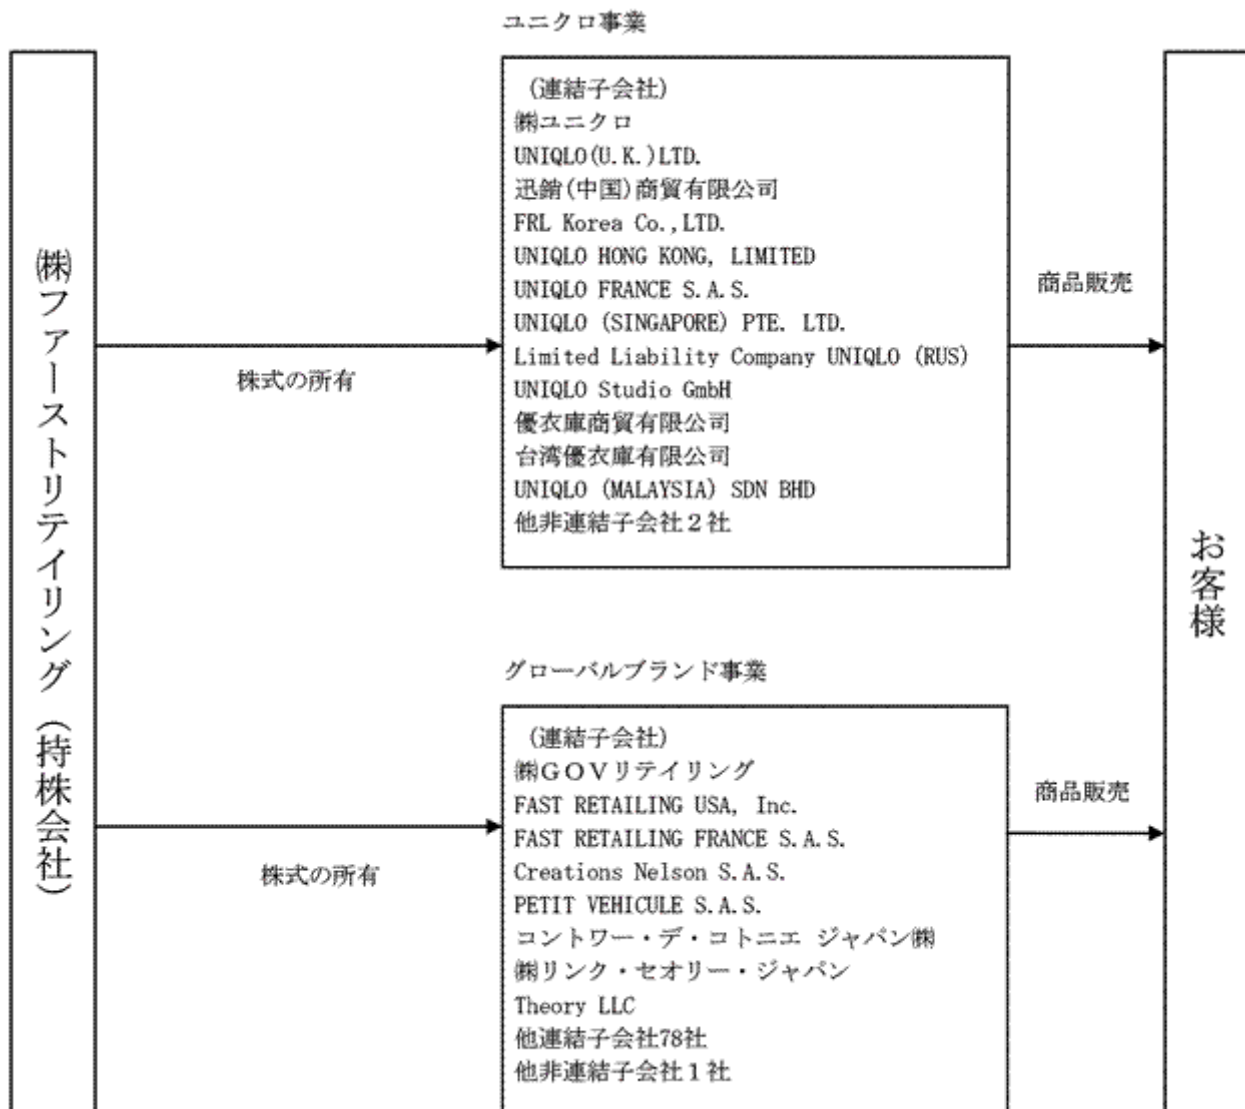 ユニクロ事業
㈱ファーストリテイリング(持株会社)
株式の所有
(連結子会社)
㈱ユニクロ
UNIQLO(U.K.)LTD.
迅銷(中国)商貿有限公司
FRL Korea Co.,LTD.
UNIQLO HONG KONG, LIMITED
UNIQLO FRANCE S.A.S.
UNIQLO (SINGAPORE) PTE. LTD.
Limited Liability Company UNIQLO (RUS)
UNIQLO Studio GmbH
優衣庫商貿有限公司
台湾優衣庫有限公司
UNIQLO (MALAYSIA) SDN BHD
他非連結子会社2社
商品販売
お客様
グローバルブランド事業
株式の所有
(連結子会社)
㈱GOVリテイリング
FAST RETAILING USA, Inc.
FAST RETAILING FRANCE S.A.S.
Creations Nelson S.A.S.
PETIT VEHICULE S.A.S.
コントワー・デ・コトニエ ジャパン㈱
㈱リンク・セオリー・ジャパン
Theory LLC
他連結子会社78社
他非連結子会社1社
商品販売